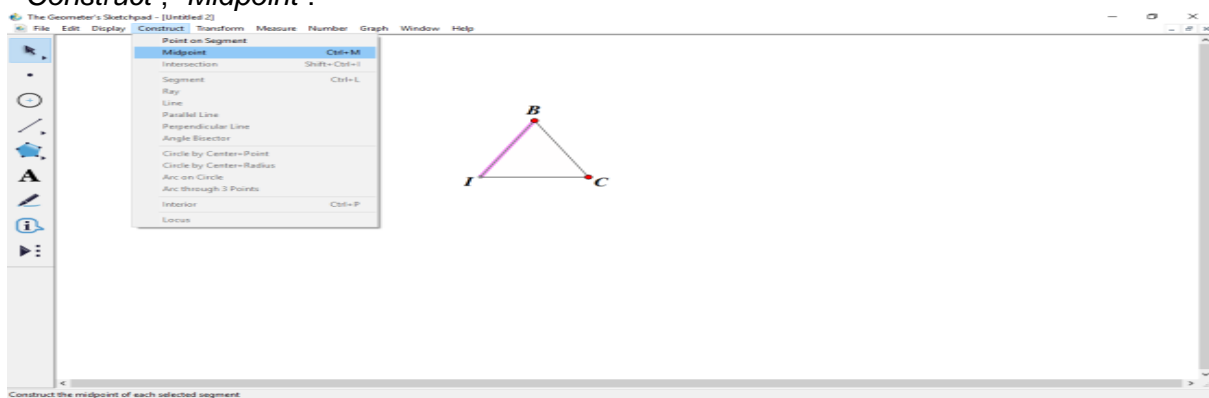 "Construct", "Midpoint".
The Geometer's Sketchpad - [Untitled 2]
File Edit Display Construct Transform Measure Number Graph Window Help
Point on Segment
Midpoint Ctrl+M
Intersection Shift+Ctrl+I
Segment Ctrl+L
Ray
Line
Parallel Line
Perpendicular Line
Angle Bisector
Circle by Center+Point
Circle by Center+Radius
Arc on Circle
Arc through 3 Points
Interior Ctrl+P
Locus
B
I
C
A
Construct the midpoint of each selected segment